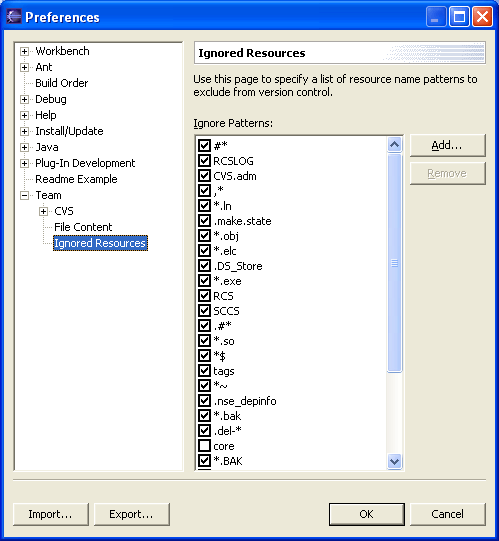 Preferences
Workbench
Ant
Build Order
Debug
Help
Install/Update
Java
Plug-In Development
Readme Example
Team
CVS
File Content
Ignored Resources
Ignored Resources
Use this page to specify a list of resource name patterns to
exclude from version control.
Ignore Patterns:
#*
RCSLOG
CVS.adm
,*
*.ln
.make.state
*.obj
*.elc
.DS_Store
*.exe
RCS
SCCS
.#*
*.so
*$
tags
*~
.nse_depinfo
*.bak
.del-*
core
*.BAK
Add...
Remove
Import...
Export...
OK
Cancel